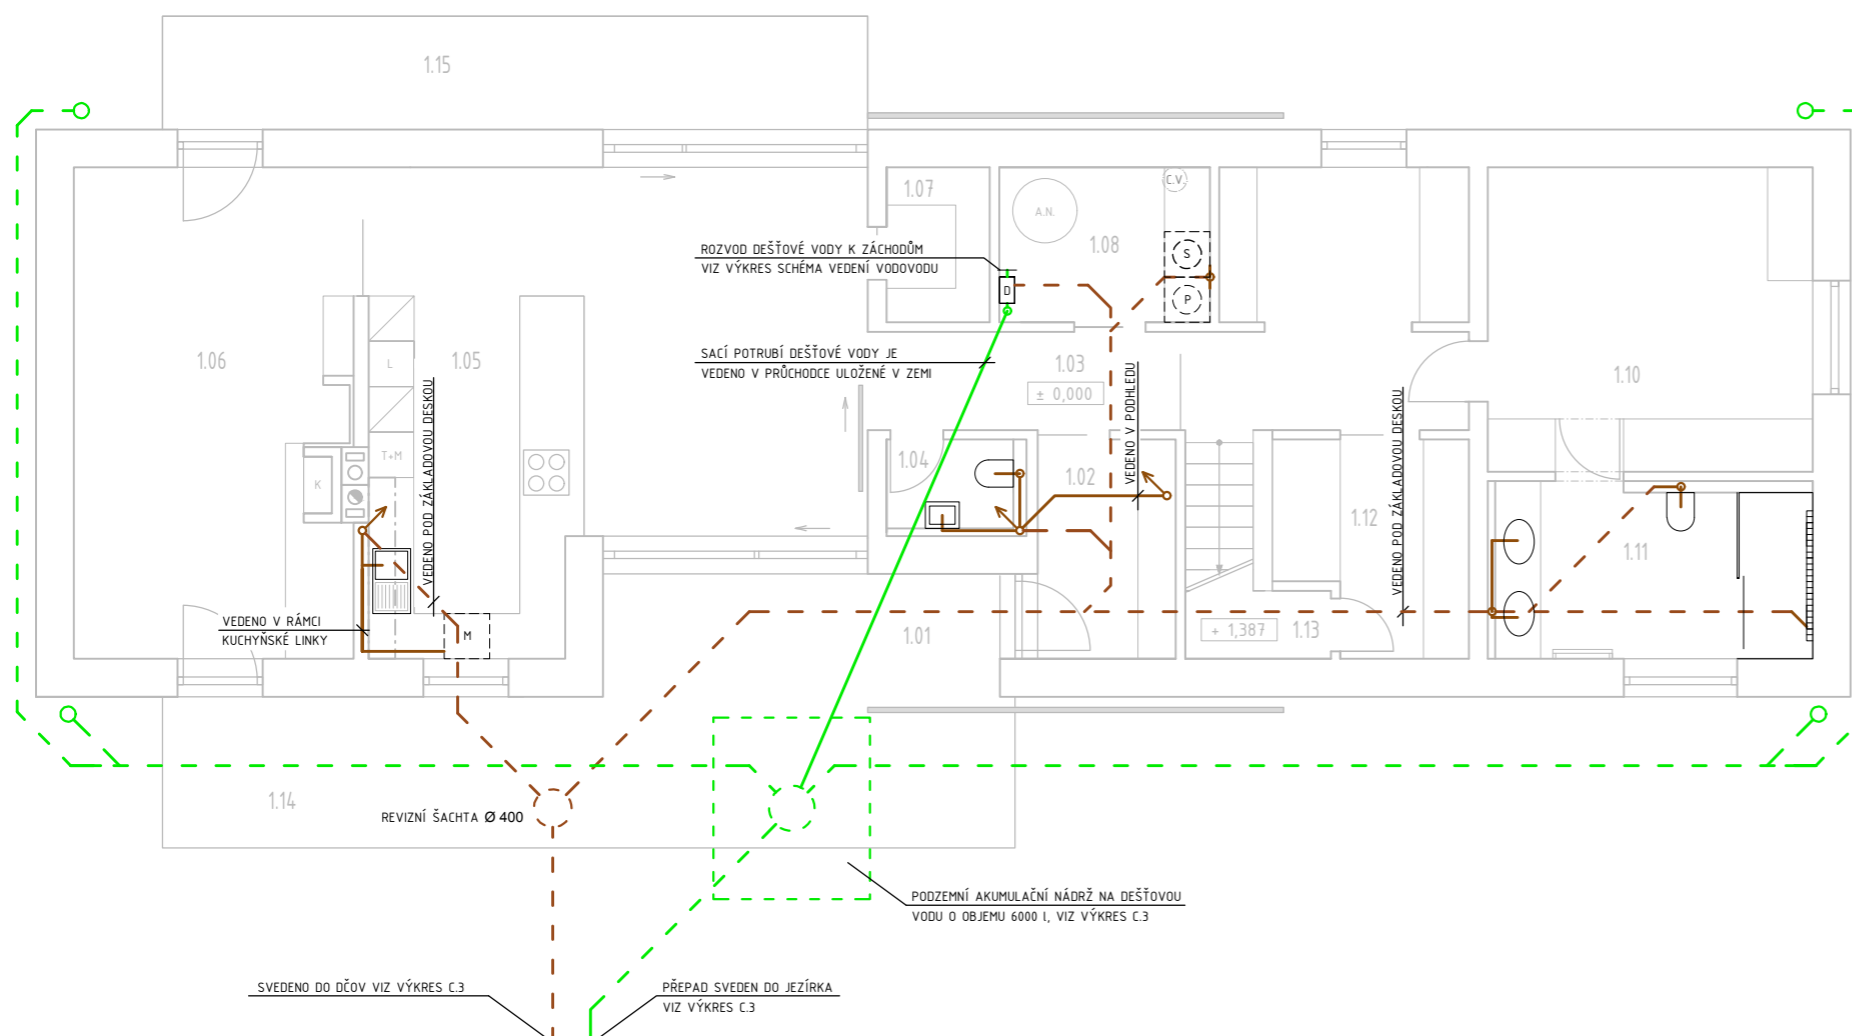 1.15
1.07
C.V.
A.N.
1.08
ROZVOD DEŠŤOVÉ VODY K ZÁCHODŮM
VIZ VÝKRES SCHÉMA VEDENÍ VODOVODU
S
D
P
SACÍ POTRUBÍ DEŠŤOVÉ VODY JE
VEDENO V PRŮCHODCE ULOŽENÉ V ZEMI
1.06
L
1.05
1.03
± 0,000
1.10
VEDENO POD ZÁKLADOVOU DESKOU
VEDENO V PODHLEDU
VEDENO POD ZÁKLADOVOU DESKOU
T+M
K
1.04
1.02
1.12
1.11
VEDENO V RÁMCI
KUCHYŇSKÉ LINKY
M
1.01
+ 1,387
1.13
1.14
REVIZNÍ ŠACHTA Ø 400
PODZEMNÍ AKUMULAČNÍ NÁDRŽ NA DEŠŤOVOU
VODU O OBJEMU 6000 l, VIZ VÝKRES C.3
SVEDENO DO DČOV VIZ VÝKRES C.3
PŘEPAD SVEDEN DO JEZÍRKA
VIZ VÝKRES C.3